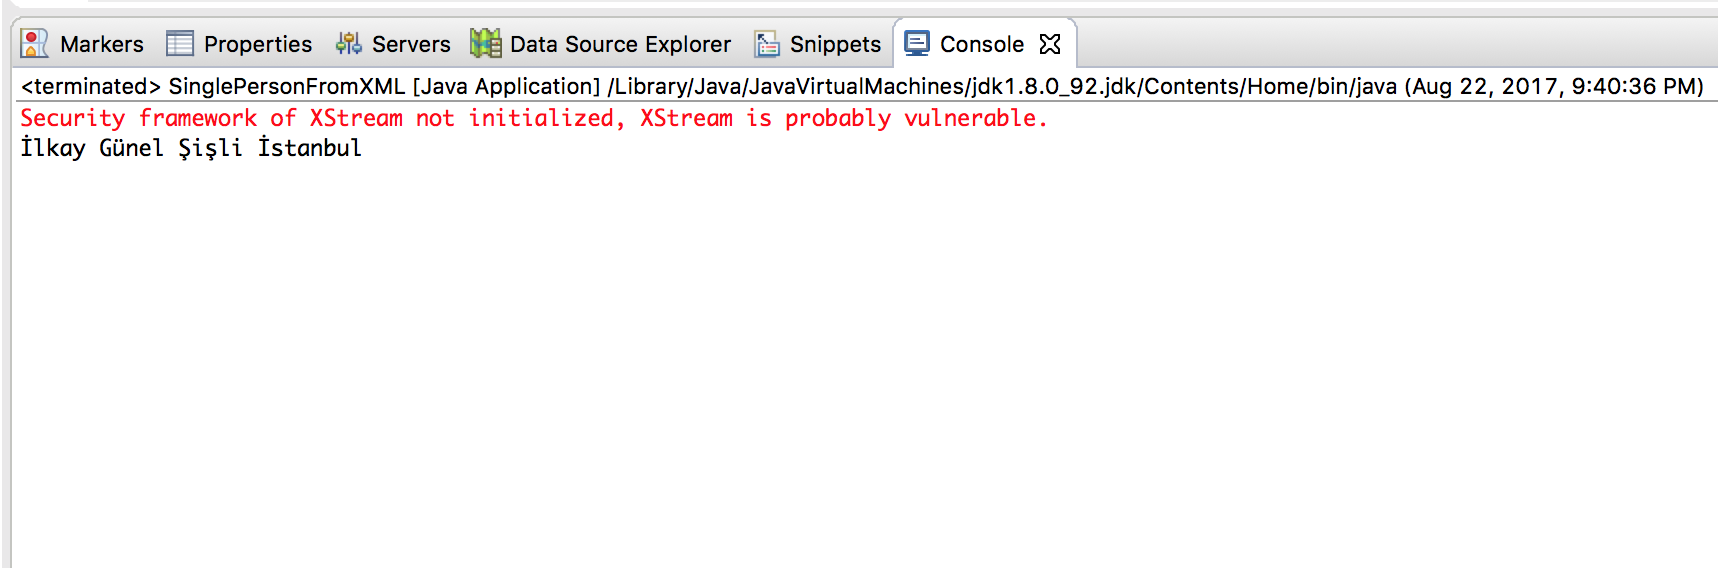 Markers Properties Servers Data Source Explorer Snippets Console
<terminated> SinglePersonFromXML [Java Application] /Library/Java/JavaVirtualMachines/jdk1.8.0_92.jdk/Contents/Home/bin/java (Aug 22, 2017, 9:40:36 PM)
Security framework of XStream not initialized, XStream is probably vulnerable.
İlkay Günel Şişli İstanbul